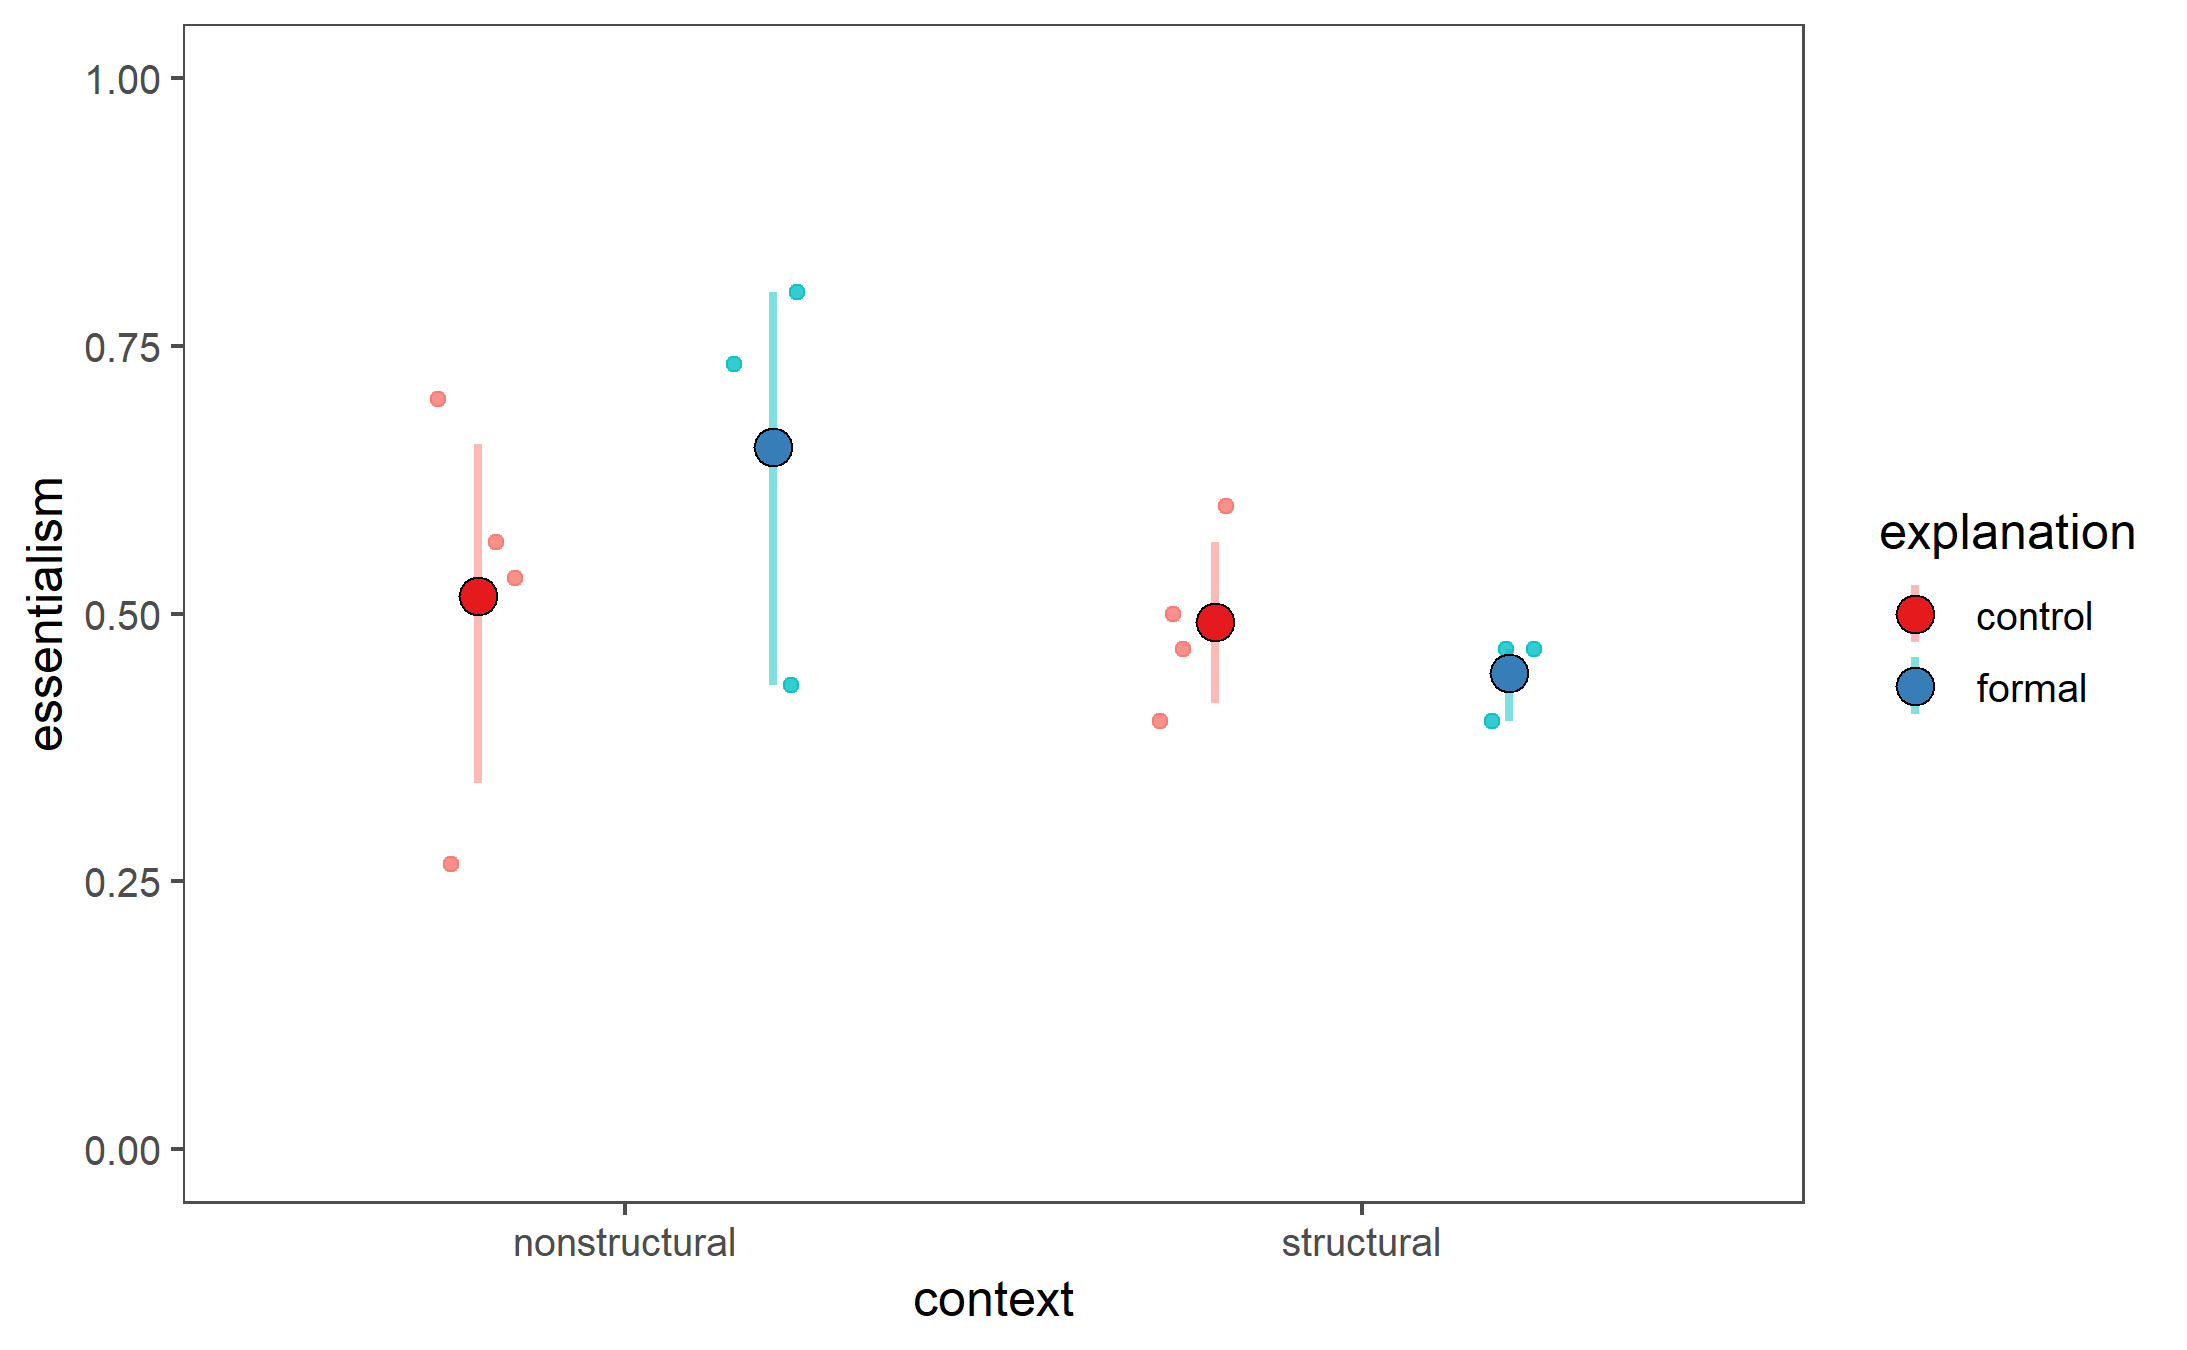 1.00
0.75
0.50
0.25
0.00
essentialism
nonstructural
structural
context
explanation
control
formal